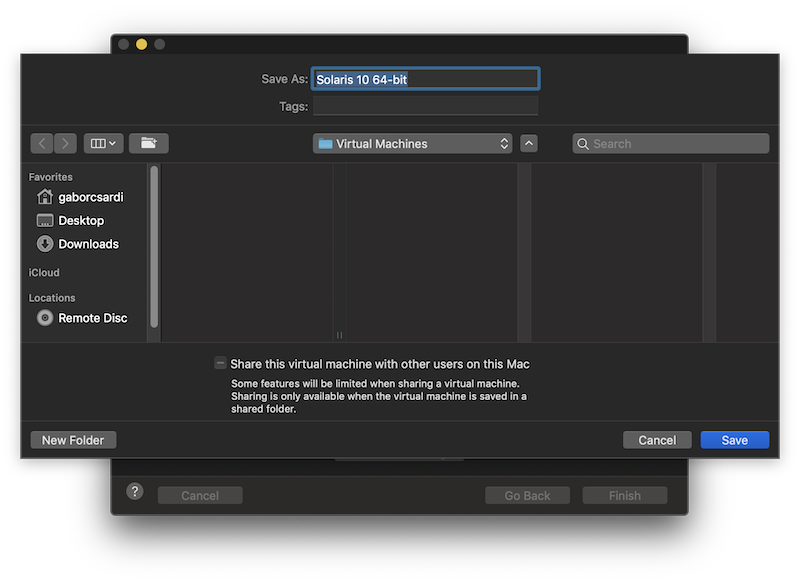 Save As: Solaris 10 64-bit
Tags:
Virtual Machines
Search
Favorites
gaborcsardi
Desktop
Downloads
iCloud
Locations
Remote Disc
Share this virtual machine with other users on this Mac
Some features will be limited when sharing a virtual machine.
Sharing is only available when the virtual machine is saved in a
shared folder.
New Folder
Cancel
Save
?
Cancel
Go Back
Finish